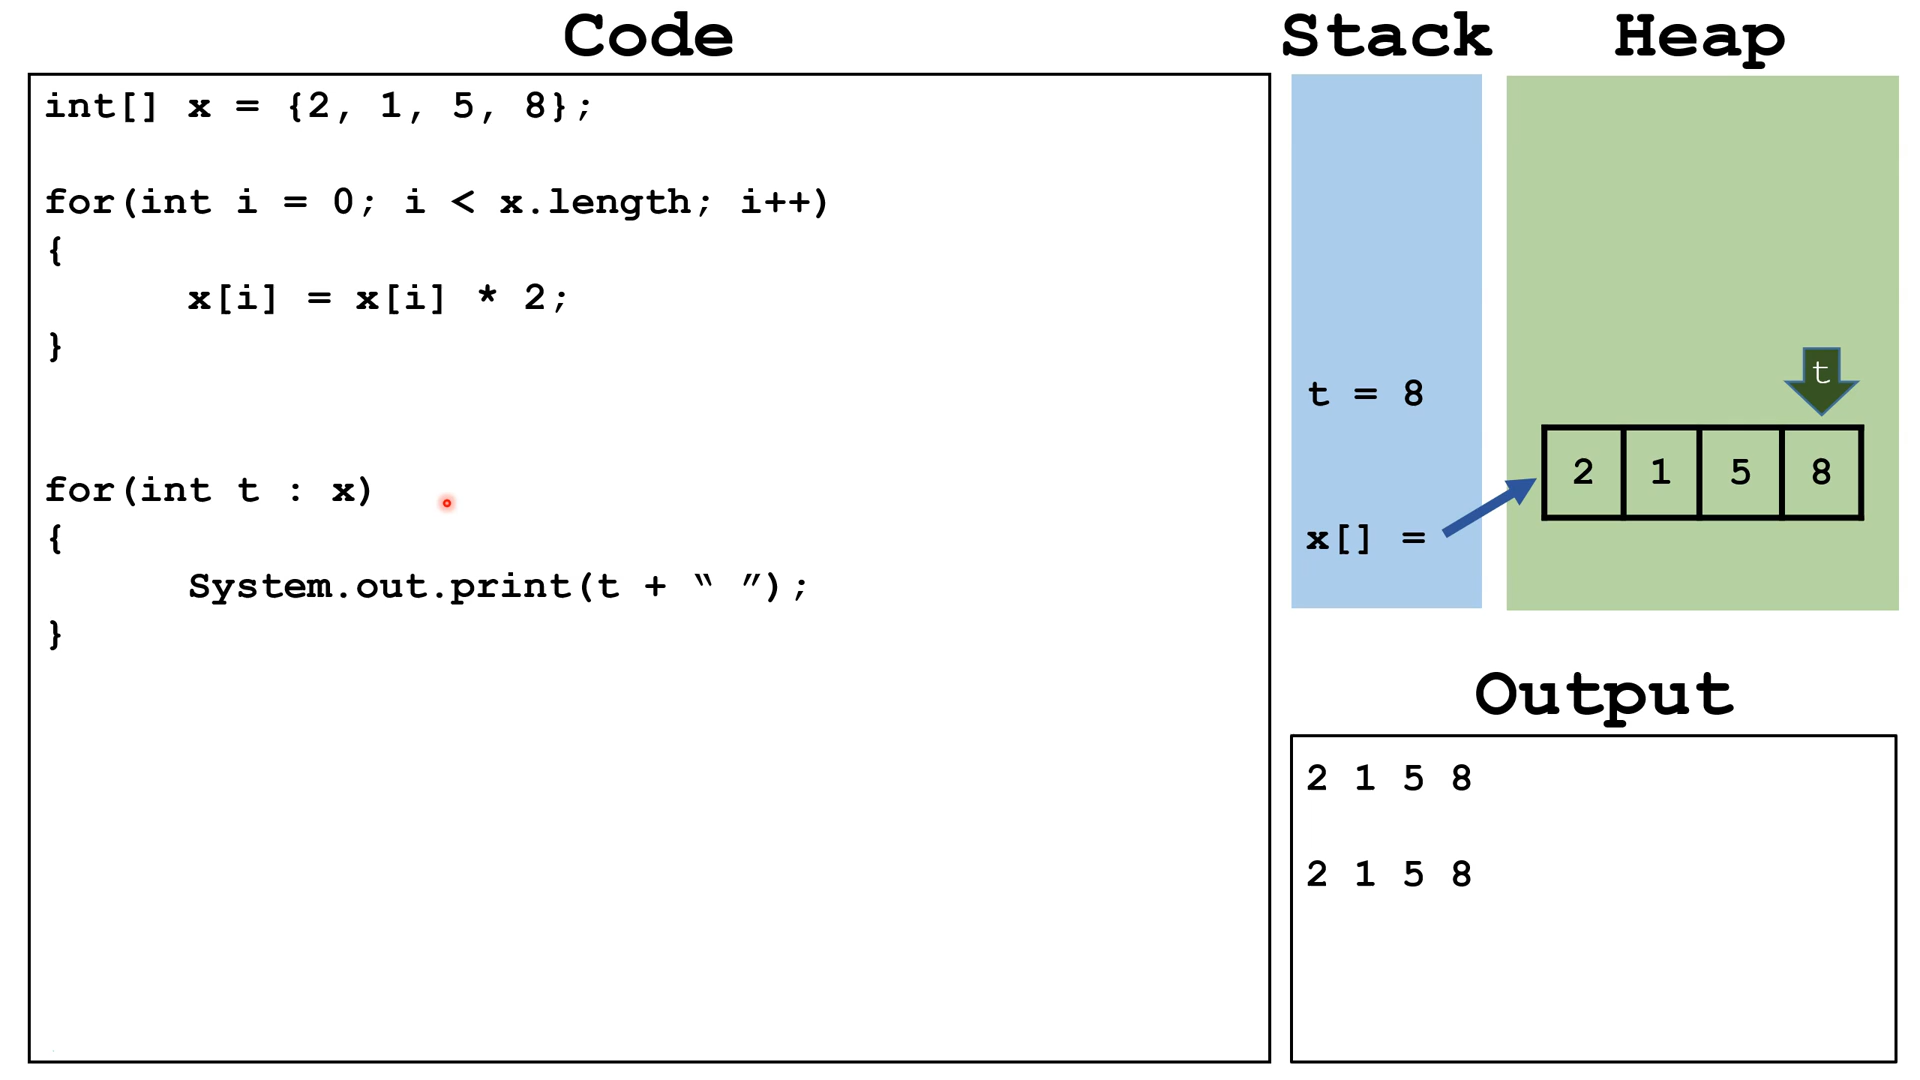 Code
int[] x = {2, 1, 5, 8};
for(int i = 0; i < x.length; i++)
{
x[i] = x[i] * 2;
}
for(int t : x)
{
System.out.print(t + “ ”);
}
Stack
t = 8
x[] =
Heap
t
2 1 5 8
Output
2 1 5 8
2 1 5 8